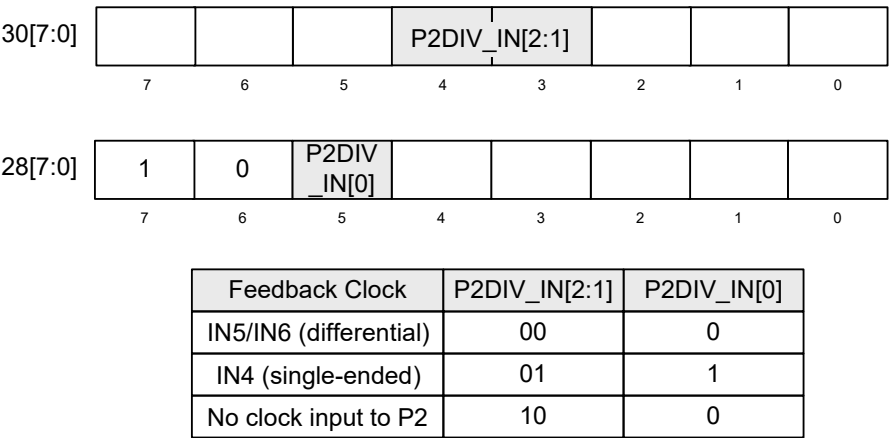 30[7:0] P2DIV_IN[2:1]
7 6 5 4 3 2 1 0
28[7:0] 1 0 P2DIV
_IN[0]
7 6 5 4 3 2 1 0
Feedback Clock P2DIV_IN[2:1] P2DIV_IN[0]
IN5/IN6 (differential) 00 0
IN4 (single-ended) 01 1
No clock input to P2 10 0